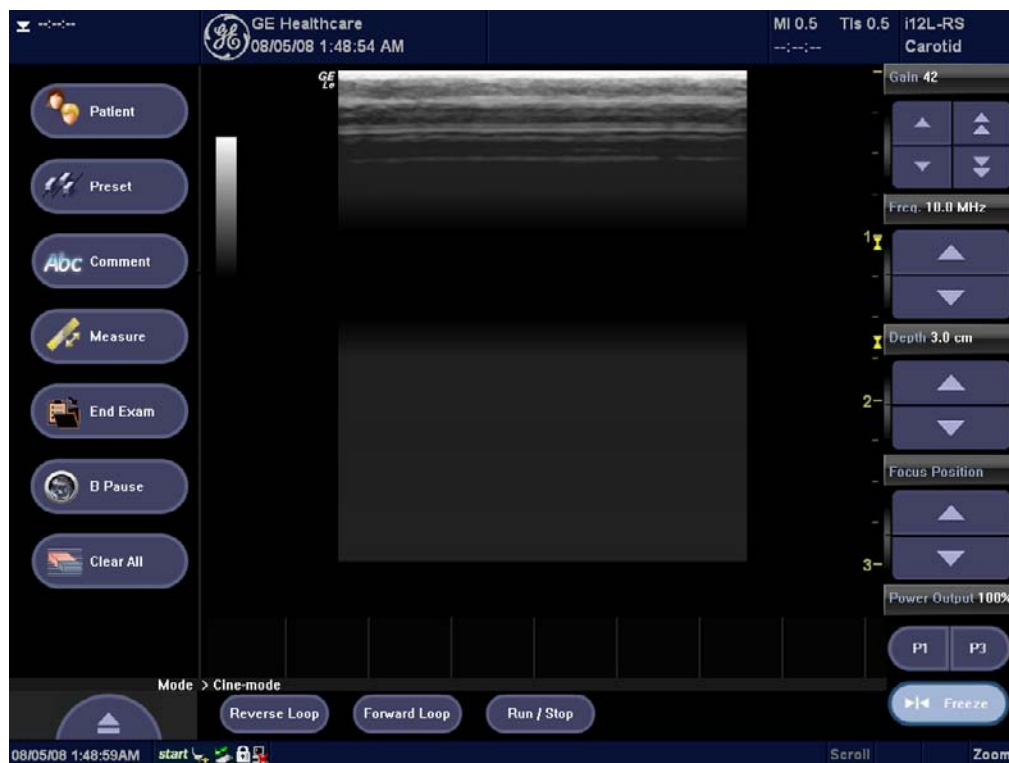 --:--:--
GE Healthcare
08/05/08 1:48:54 AM
MI 0.5 TIs 0.5
--:--:--
i12L-RS
Carotid
GE
Patient
Preset
Abc Comment
Measure
End Exam
B Pause
Clear All
1
2
3
Gain 42
Freq. 10.0 MHz
Depth 3.0 cm
Focus Position
Power Output 100%
P1 P3
Freeze
Mode > Cine-mode
Reverse Loop Forward Loop Run / Stop
08/05/08 1:48:59AM start Scroll Zoom